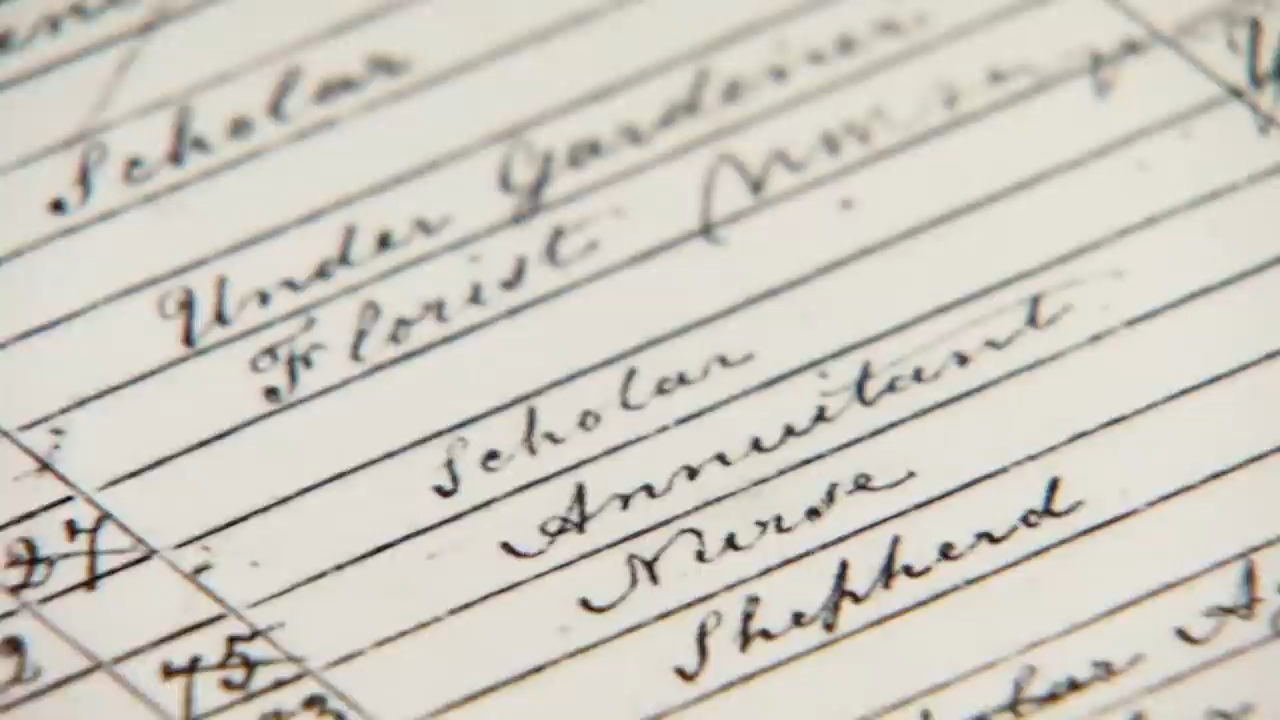 Scholar
Under Gardener
Florist
Scholar
Annuitant
27
Nurse
75
Shepherd